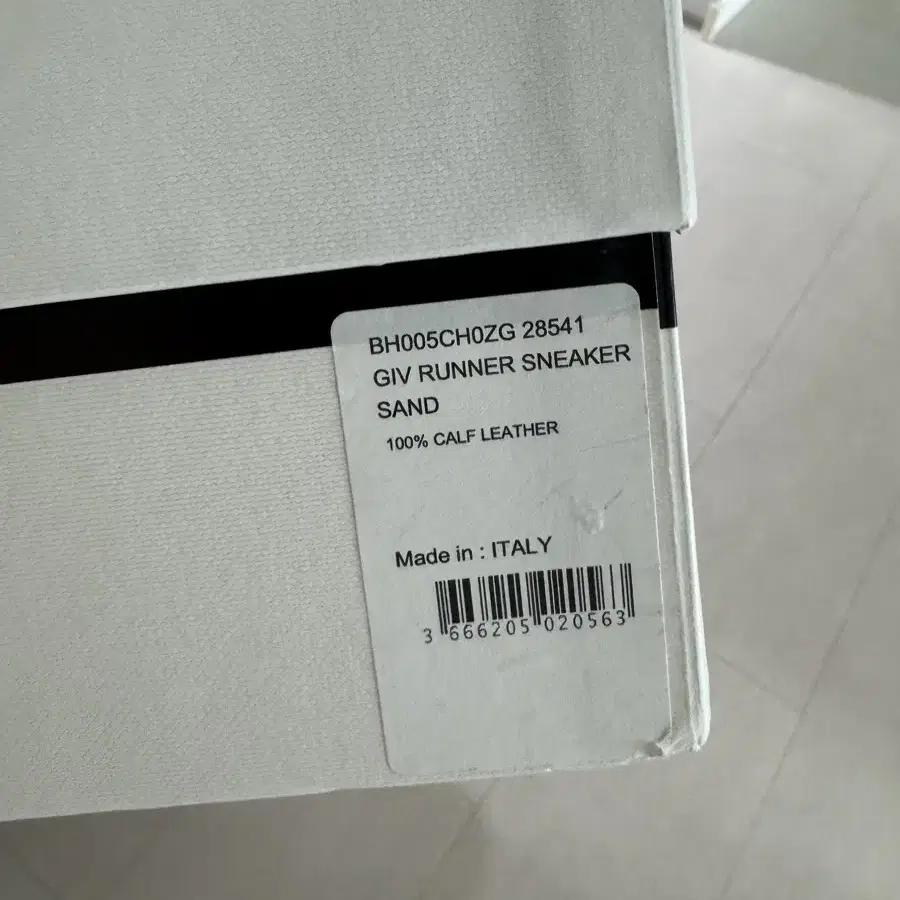 BH005CH0ZG 28541
GIV RUNNER SNEAKER
SAND
100% CALF LEATHER
Made in : ITALY
3 666205 020563